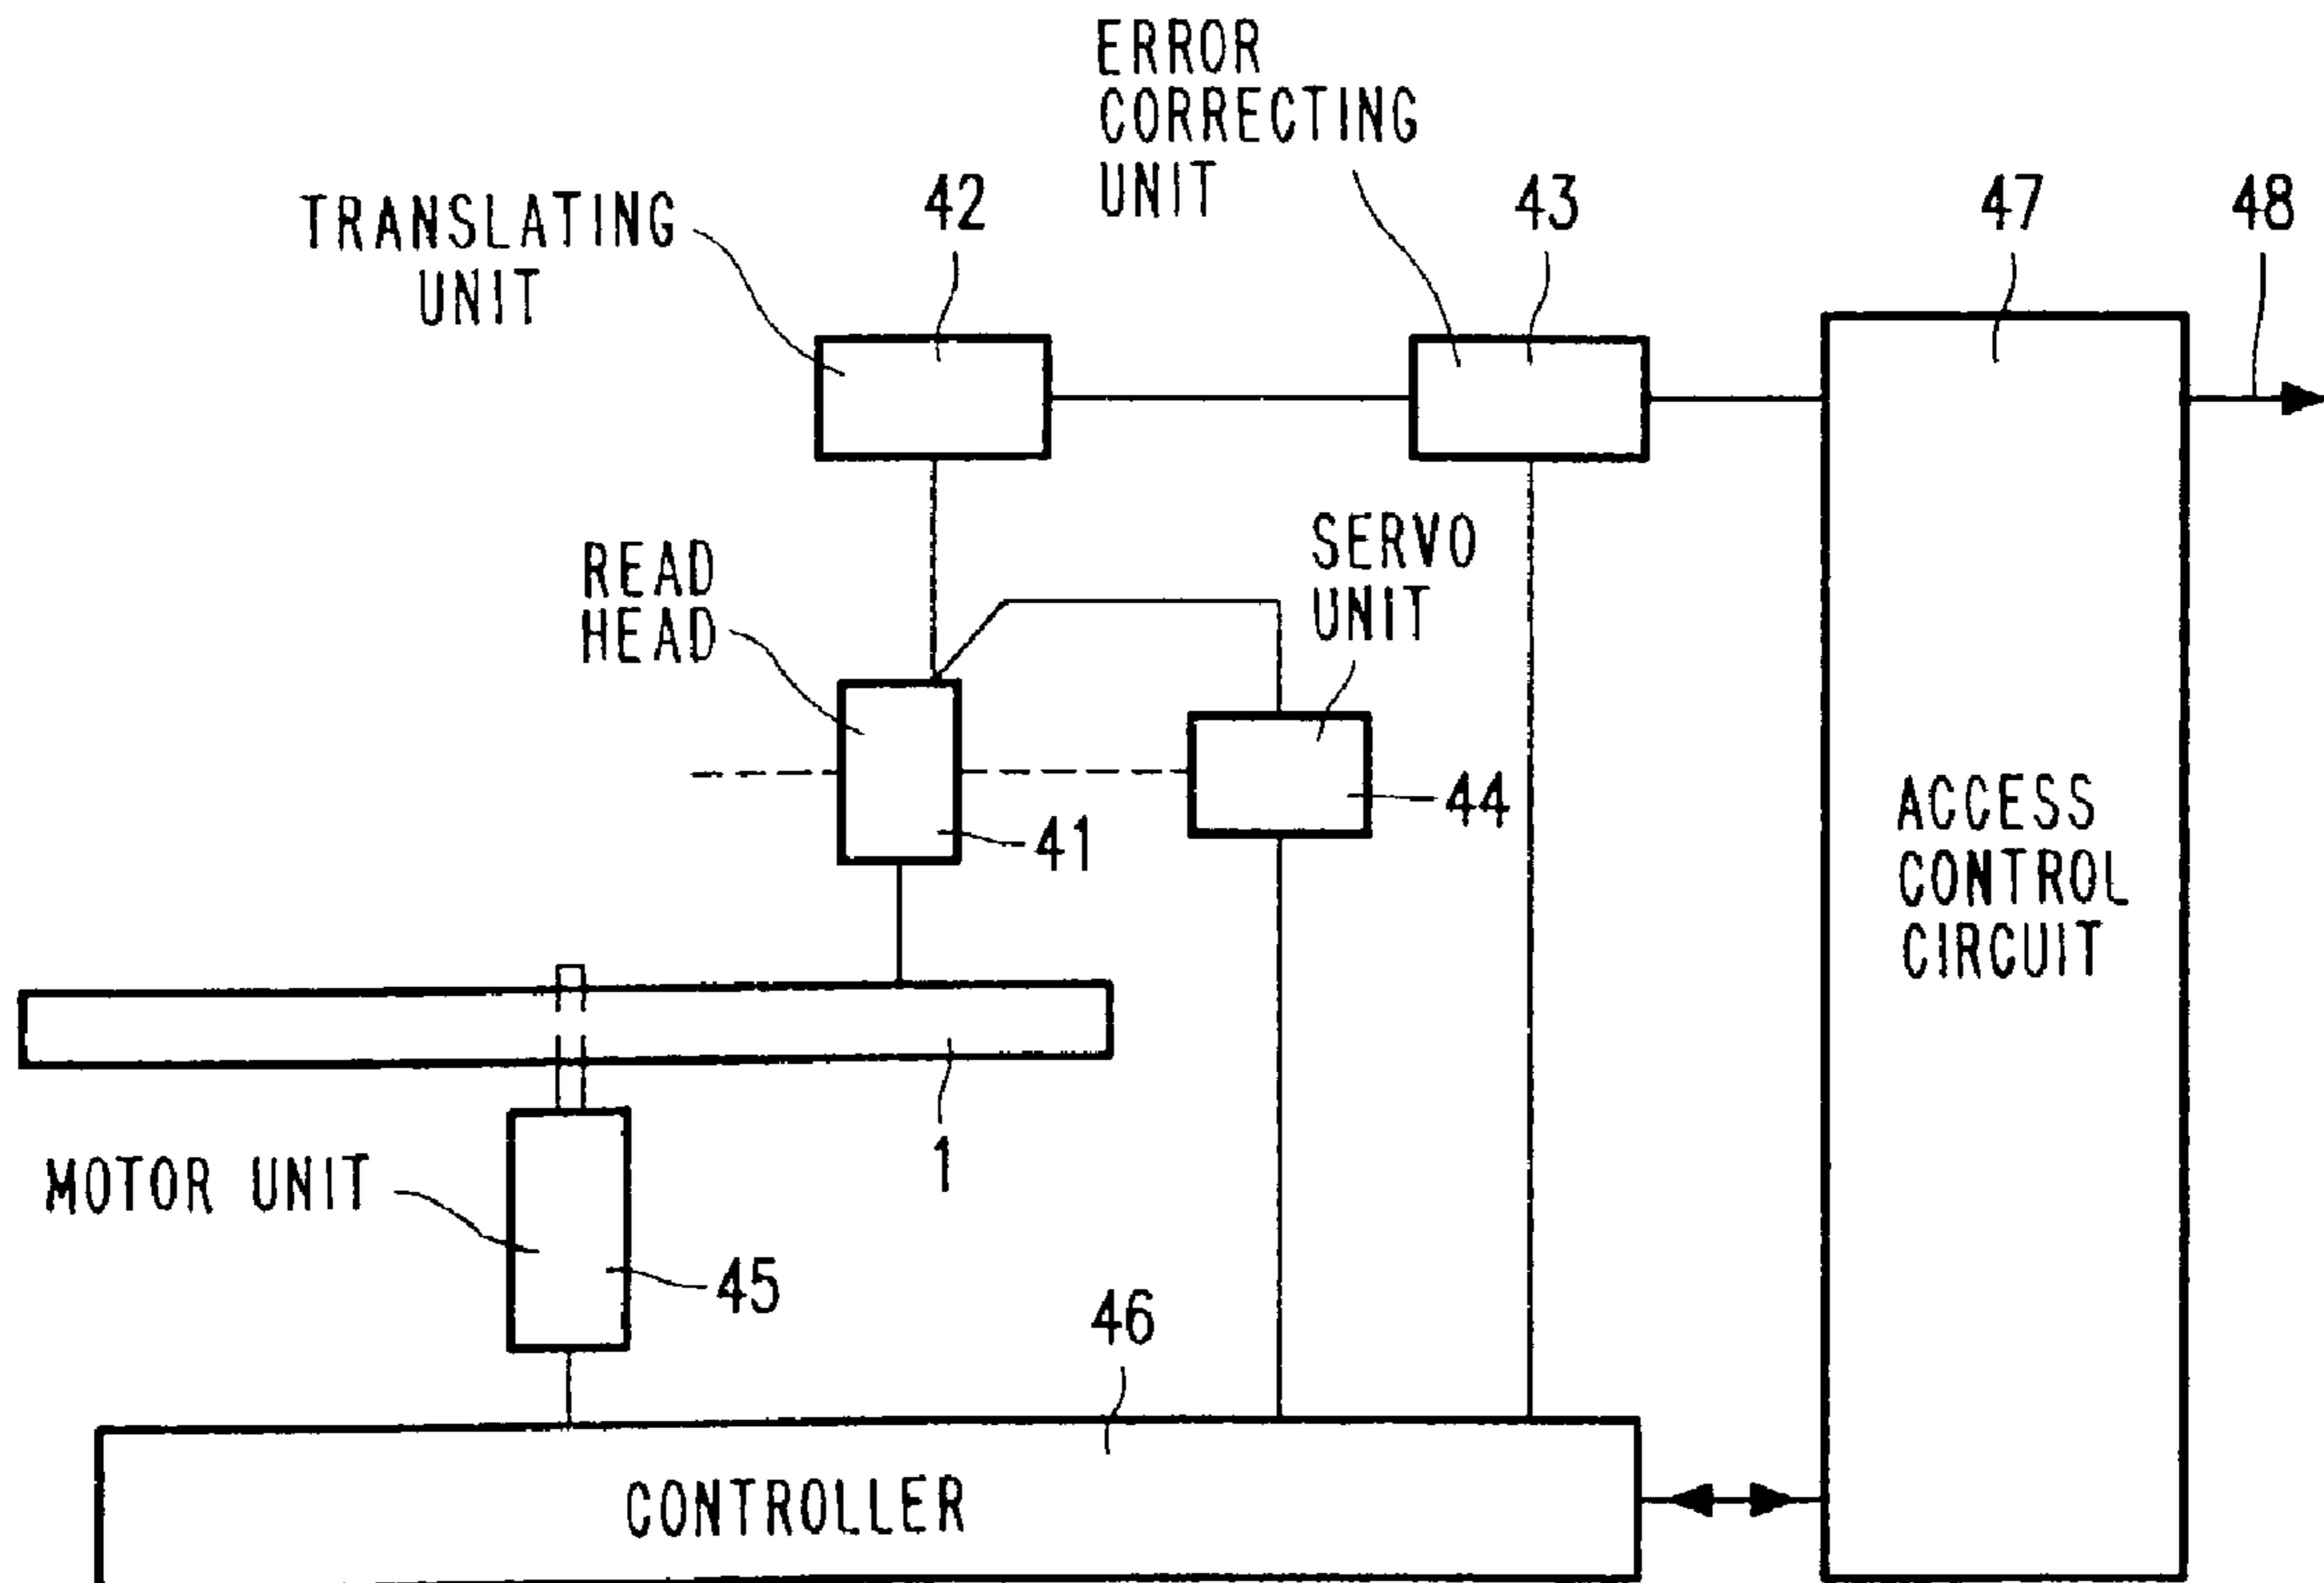 ERROR
CORRECTING
UNIT
TRANSLATING
UNIT
42
43
47
48
READ
HEAD
SERVO
UNIT
44
41
ACCESS
CONTROL
CIRCUIT
1
MOTOR UNIT
45
46
CONTROLLER